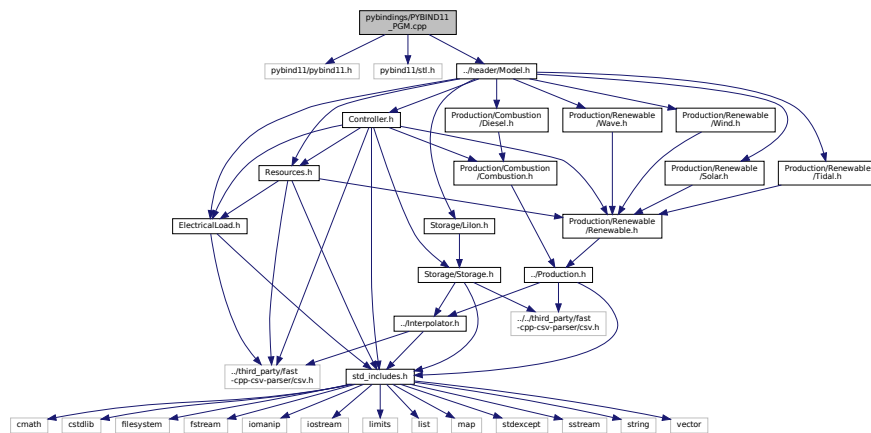 pybindings/PYBIND11
_PGM.cpp
pybind11/pybind11.h
pybind11/stl.h
../header/Model.h
Controller.h
Production/Combustion
/Diesel.h
Production/Renewable
/Wave.h
Production/Renewable
/Wind.h
Resources.h
Production/Combustion
/Combustion.h
Production/Renewable
/Solar.h
Production/Renewable
/Tidal.h
ElectricalLoad.h
Storage/LiIon.h
Production/Renewable
/Renewable.h
Storage/Storage.h
../Production.h
../Interpolator.h
../../third_party/fast
-cpp-csv-parser/csv.h
../third_party/fast
-cpp-csv-parser/csv.h
std_includes.h
cmath
cstdlib
filesystem
fstream
iomanip
iostream
limits
list
map
stdexcept
sstream
string
vector